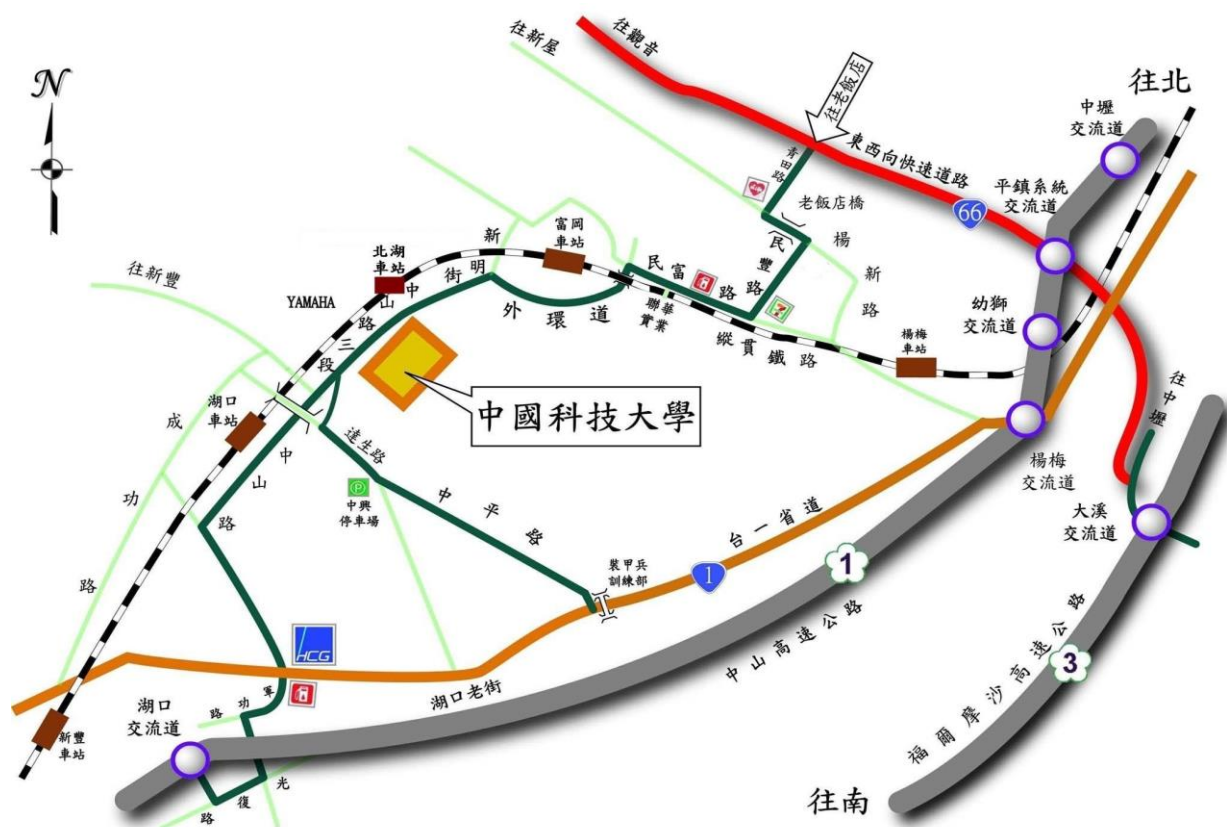 往觀音
往新屋
往老飯店
往北
中壢
交流道
N
東西向快速道路
青田路
平鎮系統
交流道
66
老飯店橋
富岡
車站
楊新路
民豐路
北湖
車站
新明街
民富路
往新豐
幼獅
交流道
YAMAHA
外環道
聯華
實業
7
縱貫鐵路
楊梅
車站
中山路三段
往中壢
湖口
車站
中國科技大學
成功路
達生路
楊梅
交流道
中山路
P
中興
停車場
中平路
大溪
交流道
台一省道
裝甲兵
訓練部
1
1
HCG
中山高速公路
福爾摩沙高速公路
3
湖口老街
軍功路
湖口
交流道
新豐
車站
光復路
往南